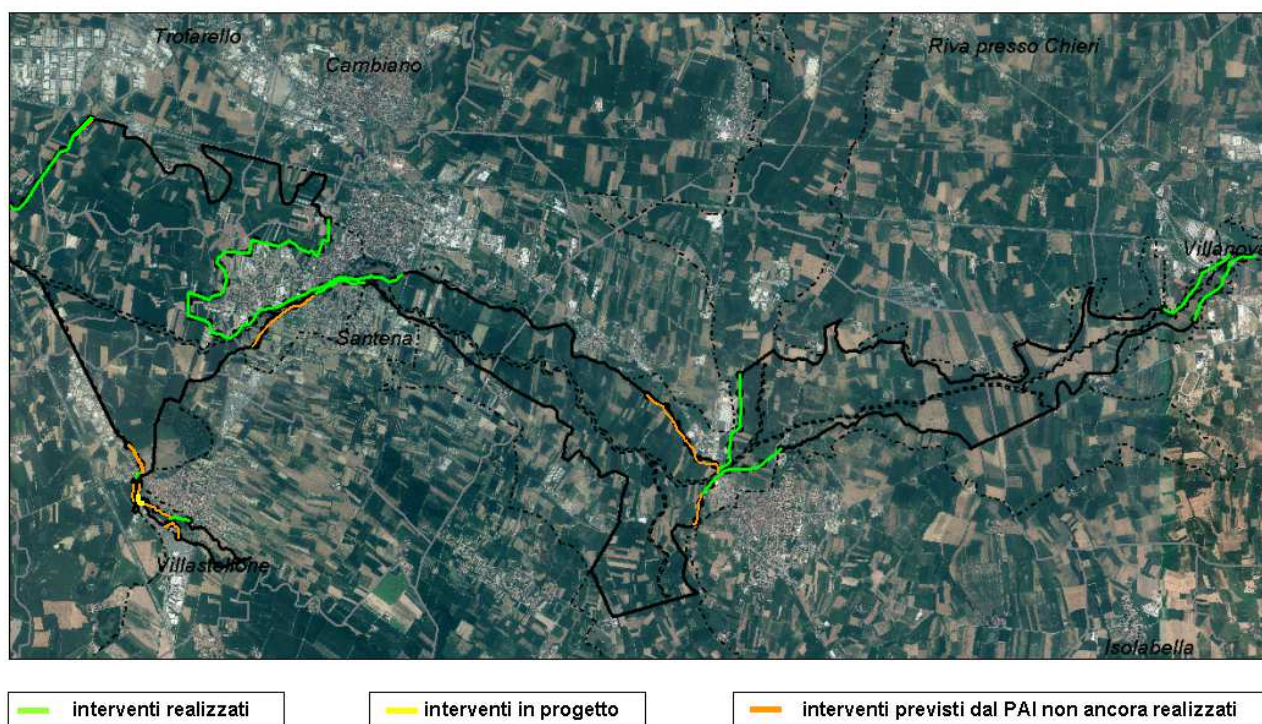 Trofarello
Cambiano
Riva presso Chieri
Villanova
Santena
Villastellone
Isolabella
interventi realizzati
interventi in progetto
interventi previsti dal PAI non ancora realizzati